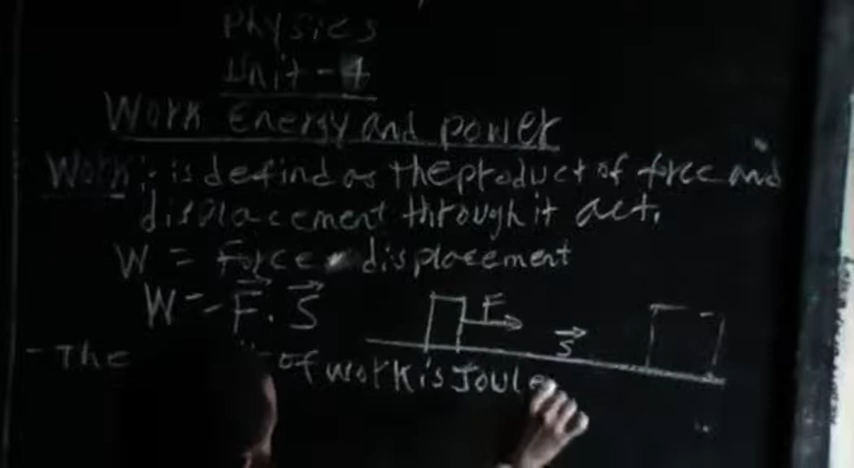 Physics
Unit - 4
Work Energy and power
Work : is defind as the product of force and
displacement through it act.
W = force • displacement
W = F⃗ . S⃗
F
S⃗
- The of work is Joule